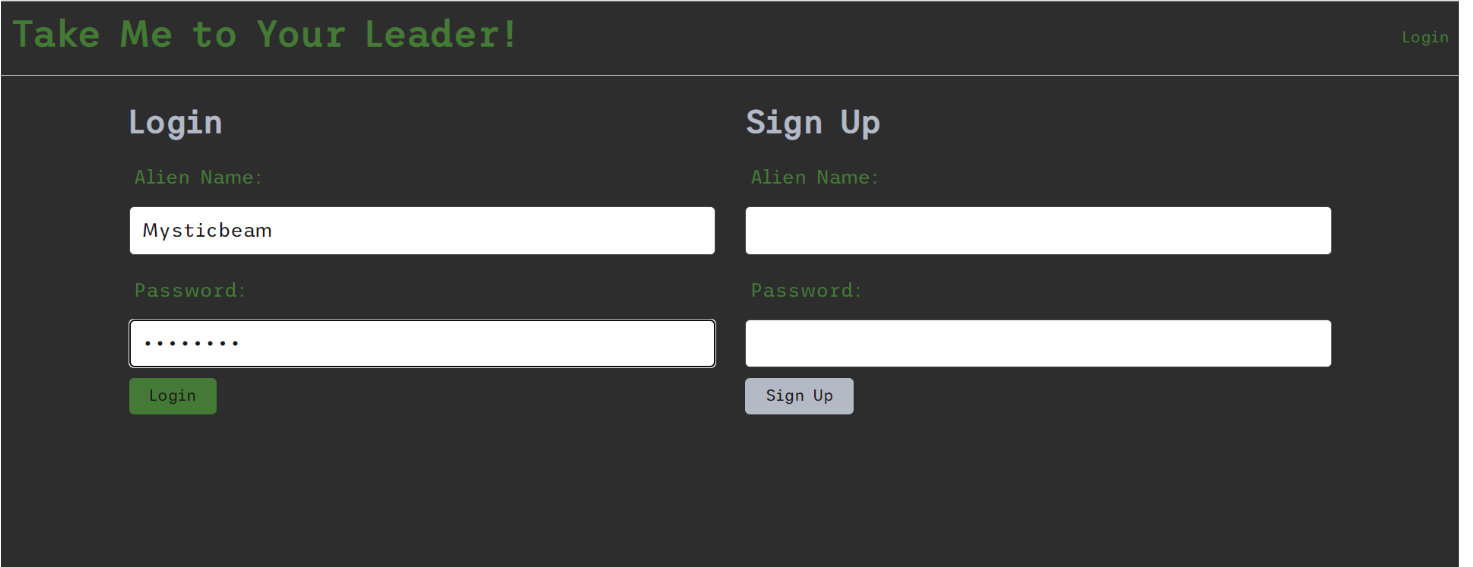 Take Me to Your Leader!
Login
Login
Alien Name:
Mysticbeam
Password:
••••••••
Login
Sign Up
Alien Name:
Password:
Sign Up